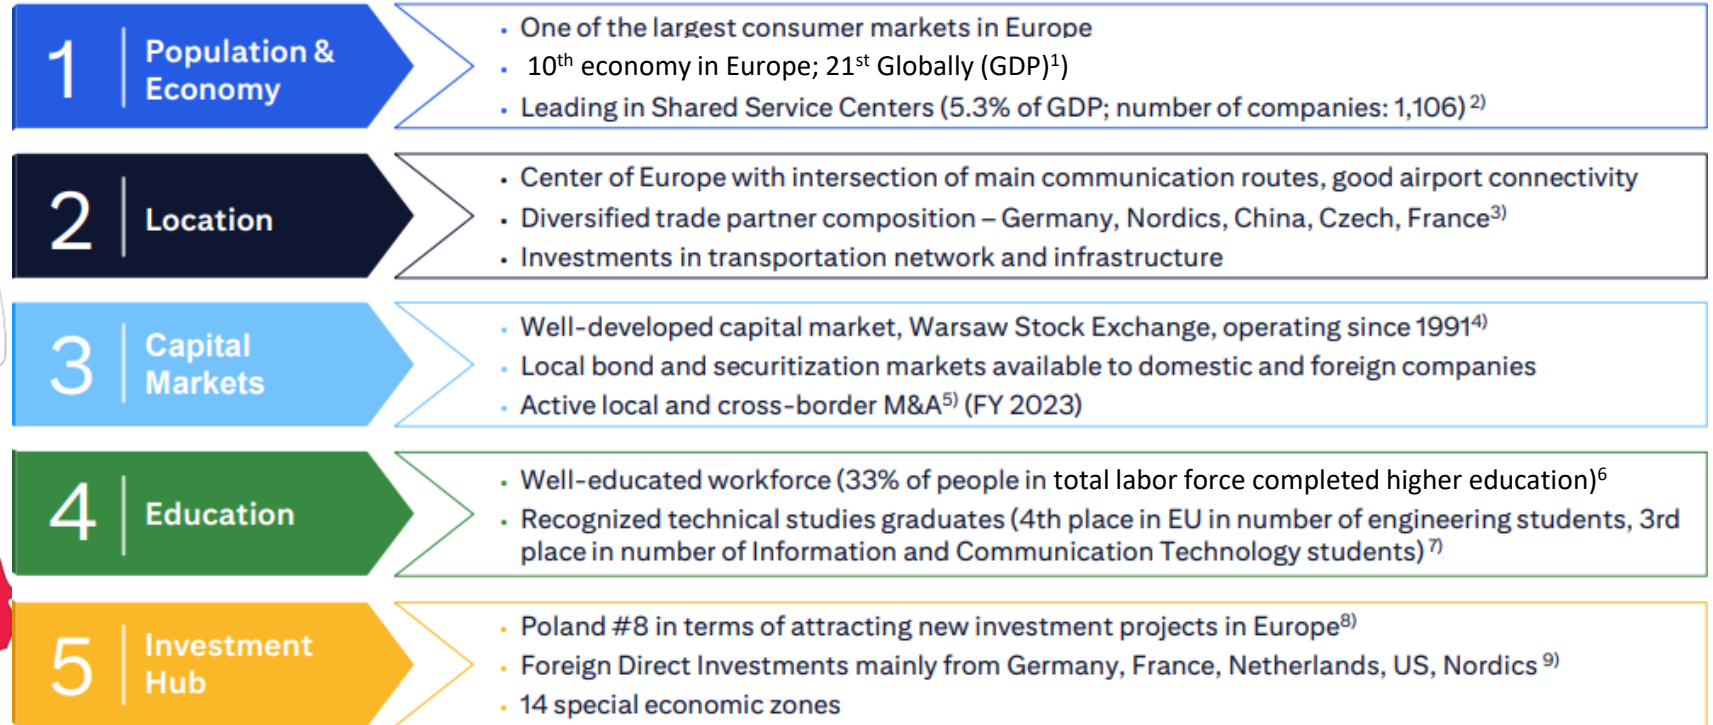 1
Population &
Economy
• One of the largest consumer markets in Europe
• 10th economy in Europe; 21st Globally (GDP)1)
• Leading in Shared Service Centers (5.3% of GDP; number of companies: 1,106) 2)
2
Location
• Center of Europe with intersection of main communication routes, good airport connectivity
• Diversified trade partner composition – Germany, Nordics, China, Czech, France3)
• Investments in transportation network and infrastructure
3
Capital
Markets
• Well-developed capital market, Warsaw Stock Exchange, operating since 19914)
• Local bond and securitization markets available to domestic and foreign companies
• Active local and cross-border M&A5) (FY 2023)
4
Education
• Well-educated workforce (33% of people in total labor force completed higher education)6
• Recognized technical studies graduates (4th place in EU in number of engineering students, 3rd
place in number of Information and Communication Technology students) 7)
5
Investment
Hub
• Poland #8 in terms of attracting new investment projects in Europe8)
• Foreign Direct Investments mainly from Germany, France, Netherlands, US, Nordics 9)
• 14 special economic zones